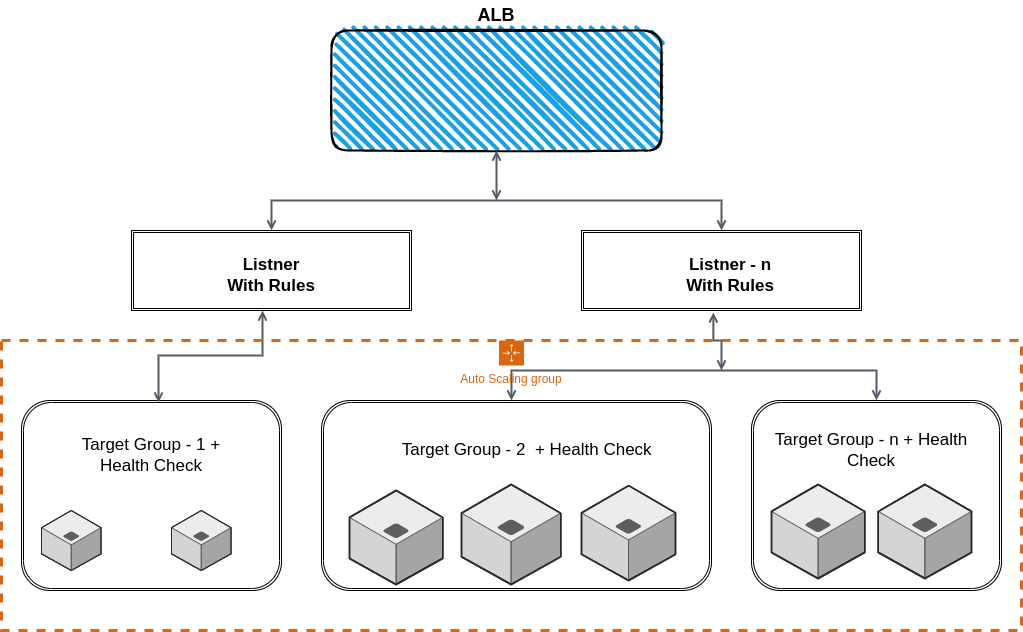 ALB
Listner
With Rules
Listner - n
With Rules
Auto Scaling group
Target Group - 1 +
Health Check
Target Group - 2  + Health Check
Target Group - n + Health
Check